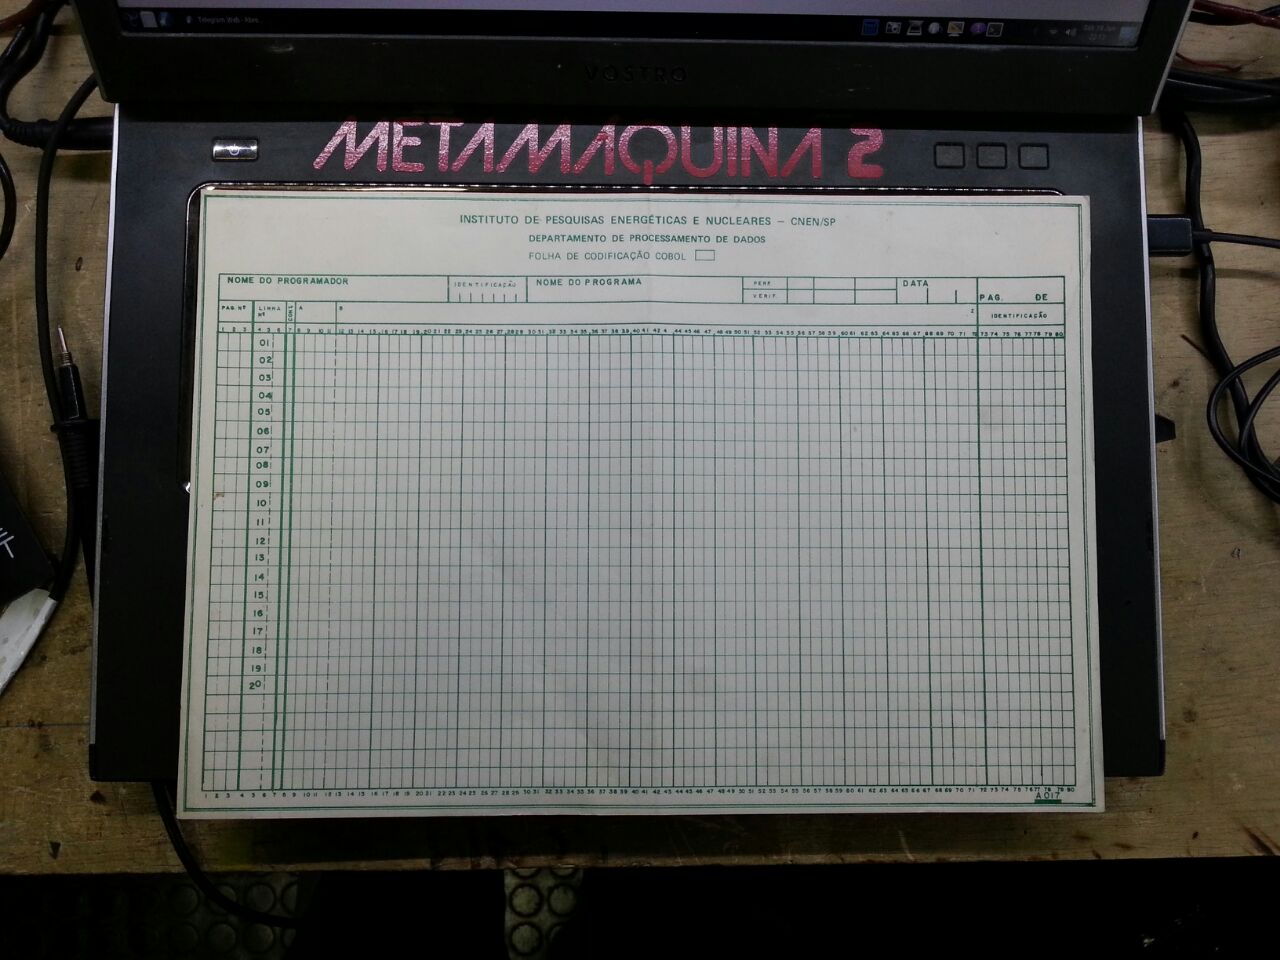 Telegram Web
VOSTRO
METAMÁQUINA 2
INSTITUTO DE PESQUISAS ENERGÉTICAS E NUCLEARES — CNEN/SP
DEPARTAMENTO DE PROCESSAMENTO DE DADOS
FOLHA DE CODIFICAÇÃO COBOL
NOME DO PROGRAMADOR IDENTIFICAÇÃO NOME DO PROGRAMA PERF. DATA
VERIF. PAG. DE
PAG. Nº LINHA Nº CONT. A B Z IDENTIFICAÇÃO
1 2 3 4 5 6 7 8 9 10 11 12 13 14 15 16 17 18 19 20 21 22 23 24 25 26 27 28 29 30 31 32 33 34 35 36 37 38 39 40 41 42 4 44 45 46 47 48 49 50 51 52 53 54 55 56 57 58 59 60 61 62 63 64 65 66 67 68 69 70 71 72 73 74 75 76 77 78 79 80
01
02
03
04
05
06
07
08
09
10
11
12
13
14
15
16
17
18
19
20
1 2 3 4 5 6 7 8 9 10 11 12 13 14 15 16 17 18 19 20 21 22 23 24 25 26 27 28 29 30 31 32 33 34 35 36 37 38 39 40 41 42 43 44 45 46 47 48 49 50 51 52 53 54 55 56 57 58 59 60 61 62 63 64 65 66 67 68 69 70 71 72 73 74 75 76 77 78 79 80
A017